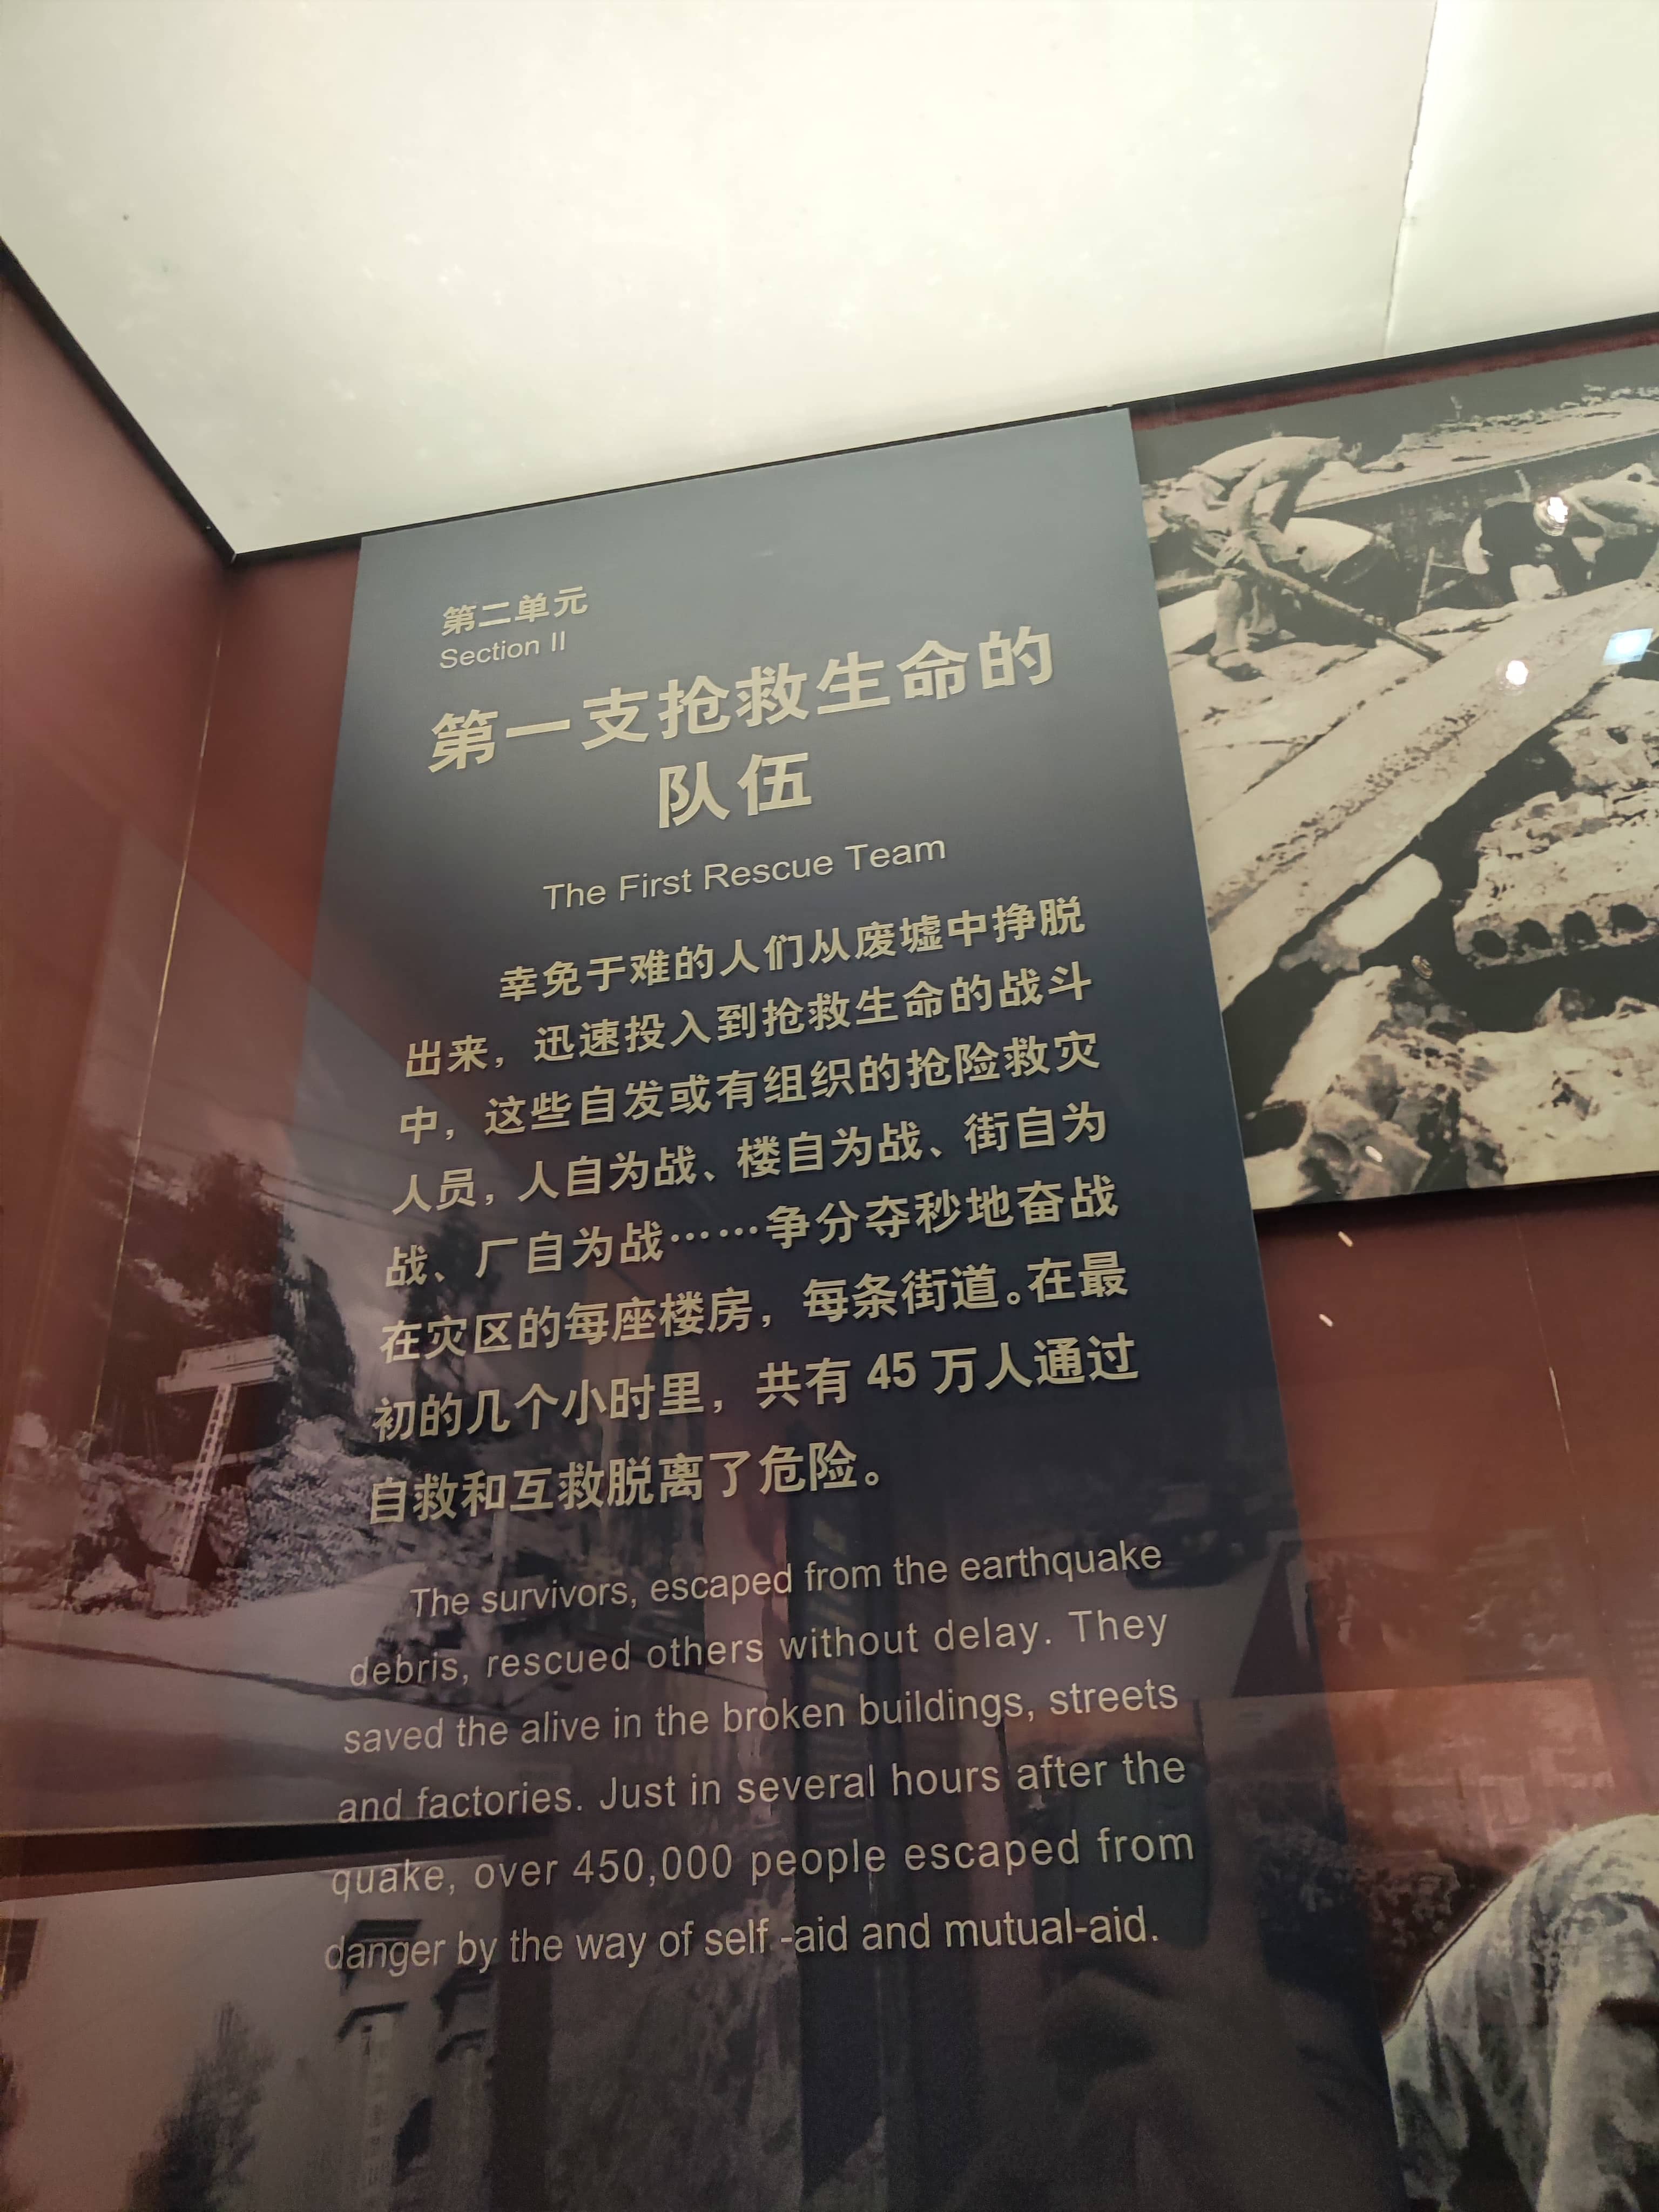 第二单元
Section II
第一支抢救生命的
队伍
The First Rescue Team
幸免于难的人们从废墟中挣脱
出来，迅速投入到抢救生命的战斗
中，这些自发或有组织的抢险救灾
人员，人自为战、楼自为战、街自为
战、厂自为战……争分夺秒地奋战
在灾区的每座楼房，每条街道。在最
初的几个小时里，共有 45 万人通过
自救和互救脱离了危险。
The survivors, escaped from the earthquake
debris, rescued others without delay. They
saved the alive in the broken buildings, streets
and factories. Just in several hours after the
quake, over 450,000 people escaped from
danger by the way of self -aid and mutual-aid.